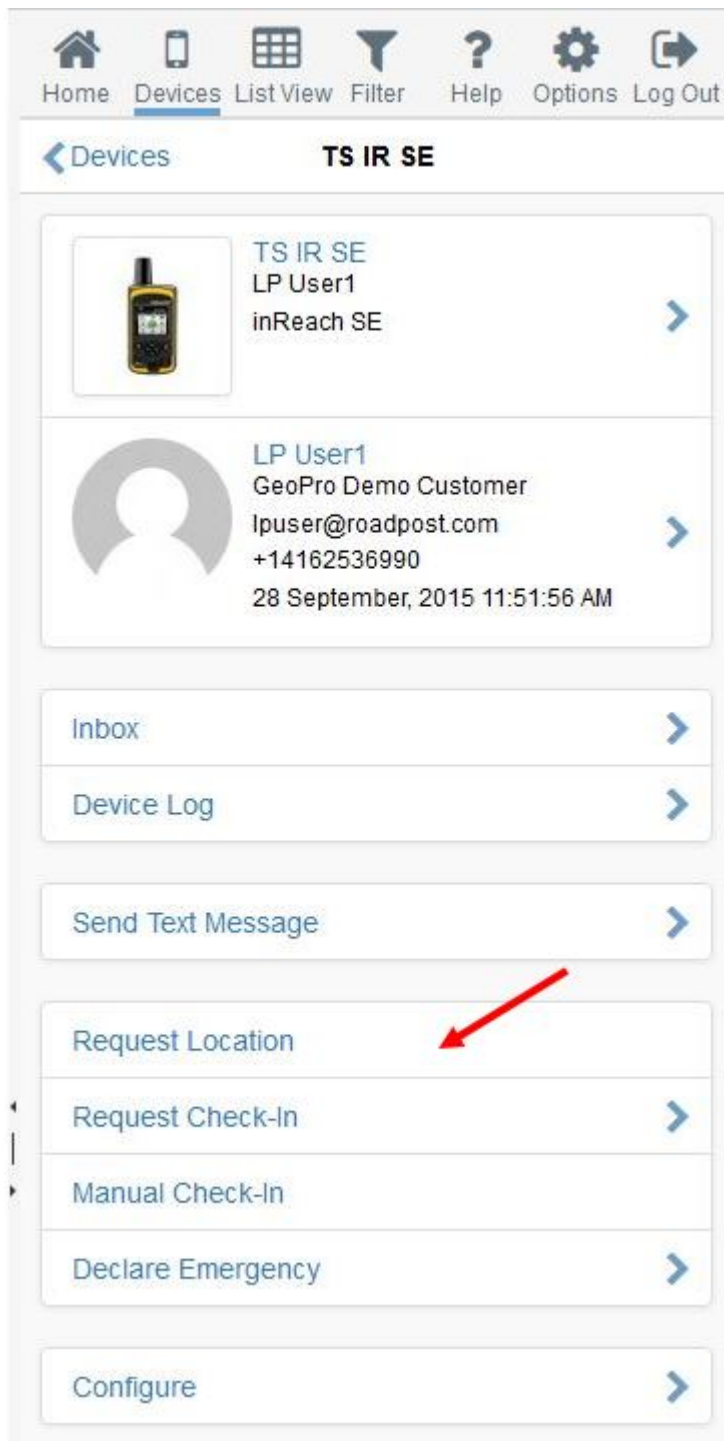 Home Devices List View Filter Help Options Log Out
Devices TS IR SE
TS IR SE
LP User1
inReach SE
LP User1
GeoPro Demo Customer
lpuser@roadpost.com
+14162536990
28 September, 2015 11:51:56 AM
Inbox
Device Log
Send Text Message
Request Location
Request Check-In
Manual Check-In
Declare Emergency
Configure